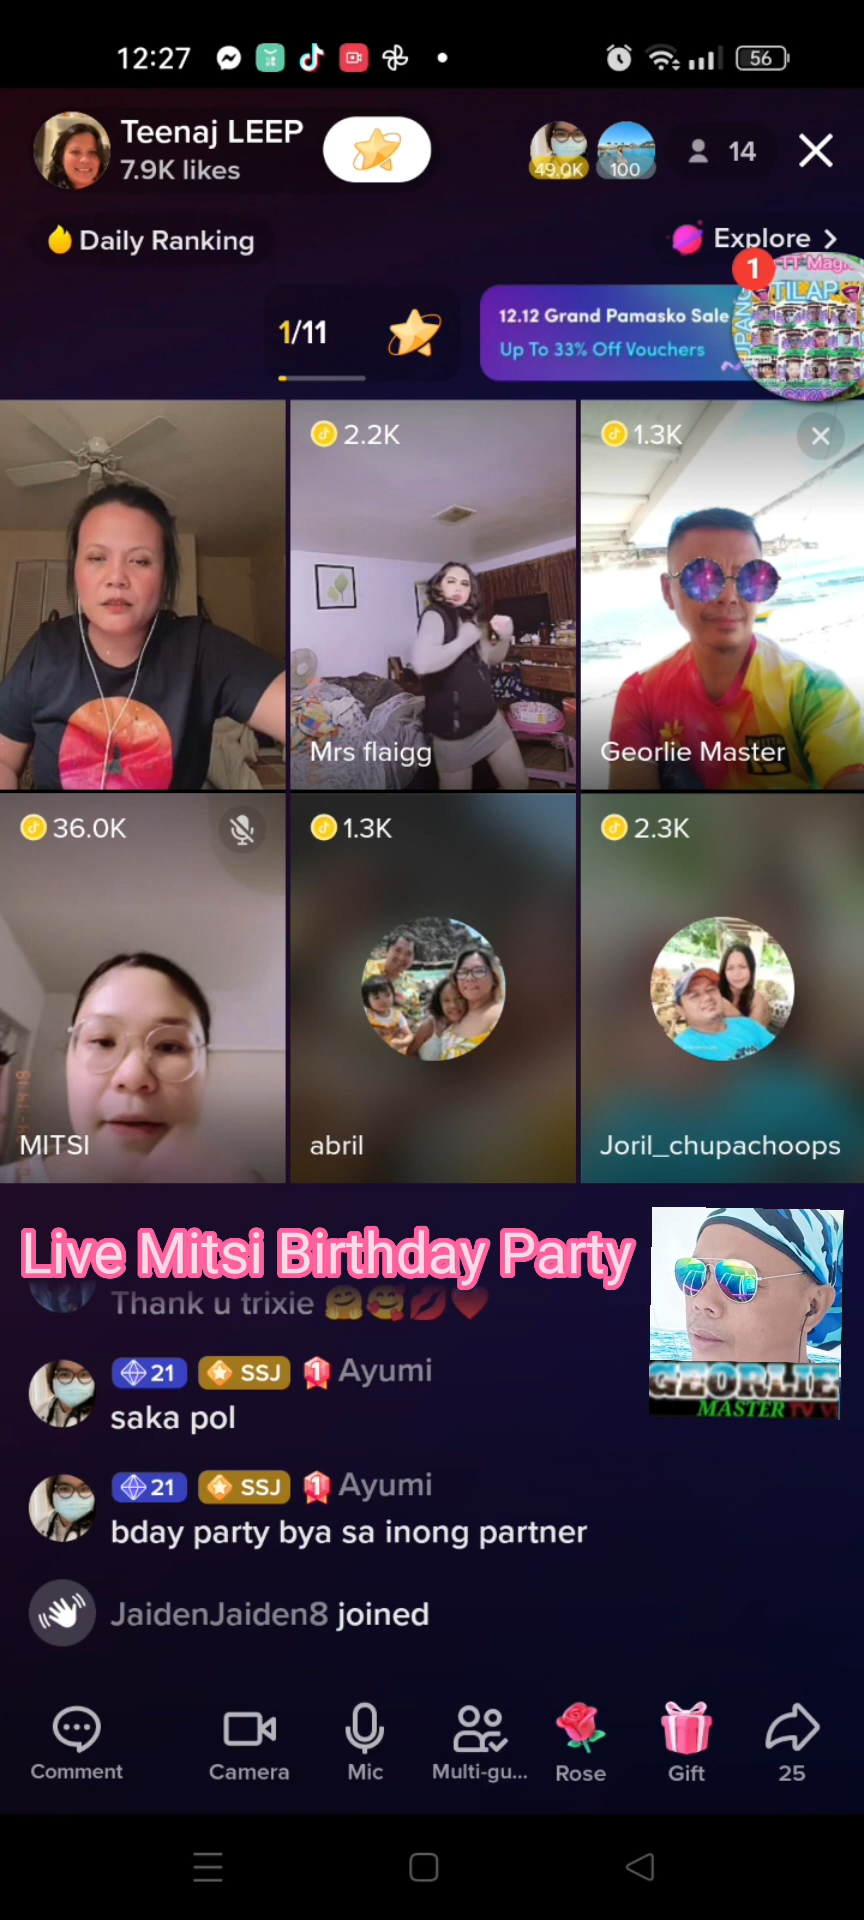 12:27
56
Teenaj LEEP
7.9K likes
49.0K
100
14
Daily Ranking
Explore
1
1/11
12.12 Grand Pamasko Sale
Up To 33% Off Vouchers
TILAP
2.2K
1.3K
Mrs flaigg
Georlie Master
36.0K
1.3K
2.3K
MITSI
abril
Joril_chupachoops
Live Mitsi Birthday Party
Thank u trixie 🤗🥰💋❤️
GEORLIE
MASTER TV
21 SSJ 1 Ayumi
saka pol
21 SSJ 1 Ayumi
bday party bya sa inong partner
JaidenJaiden8 joined
Comment
Camera
Mic
Multi-gu...
Rose
Gift
25